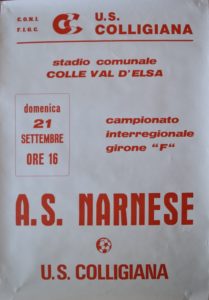 C.O.N.I.
F.I.G.C.
U.S.
COLLIGIANA
stadio comunale
COLLE VAL D'ELSA
domenica
21
SETTEMBRE
ORE 16
campionato
interregionale
girone "F"
A.S. NARNESE
U.S. COLLIGIANA